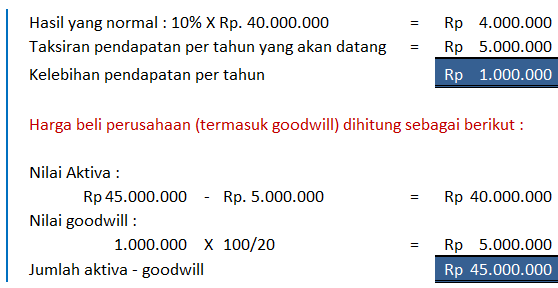 Hasil yang normal : 10% X Rp. 40.000.000 = Rp 4.000.000
Taksiran pendapatan per tahun yang akan datang = Rp 5.000.000
Kelebihan pendapatan per tahun Rp 1.000.000
Harga beli perusahaan (termasuk goodwill) dihitung sebagai berikut :
Nilai Aktiva :
Rp 45.000.000 - Rp. 5.000.000 = Rp 40.000.000
Nilai goodwill :
1.000.000 X 100/20 = Rp 5.000.000
Jumlah aktiva - goodwill Rp 45.000.000